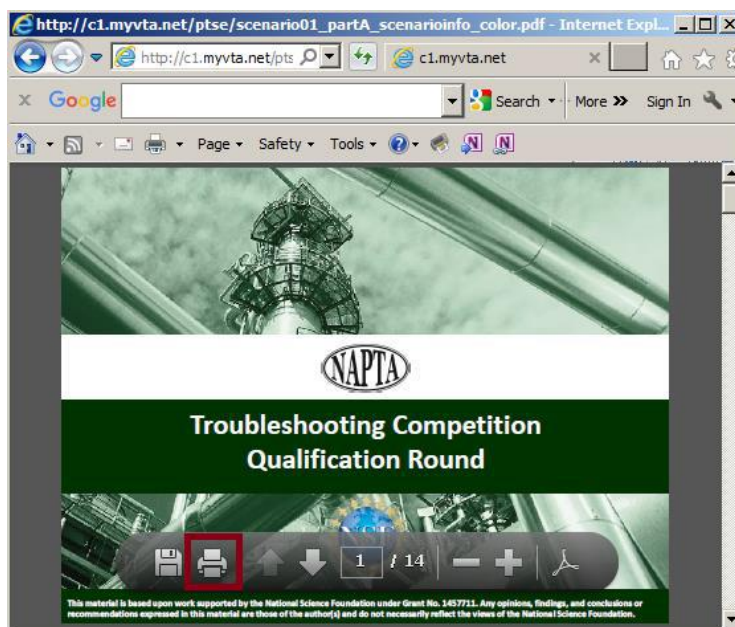 http://c1.myvta.net/ptse/scenario01_partA_scenarioinfo_color.pdf - Internet Expl...
http://c1.myvta.net/pts
c1.myvta.net
x Google Search More » Sign In
Page Safety Tools
NAPTA
Troubleshooting Competition
Qualification Round
NSF
1 / 14
This material is based upon work supported by the National Science Foundation under Grant No. 1457711. Any opinions, findings, and conclusions or
recommendations expressed in this material are those of the author(s) and do not necessarily reflect the views of the National Science Foundation.